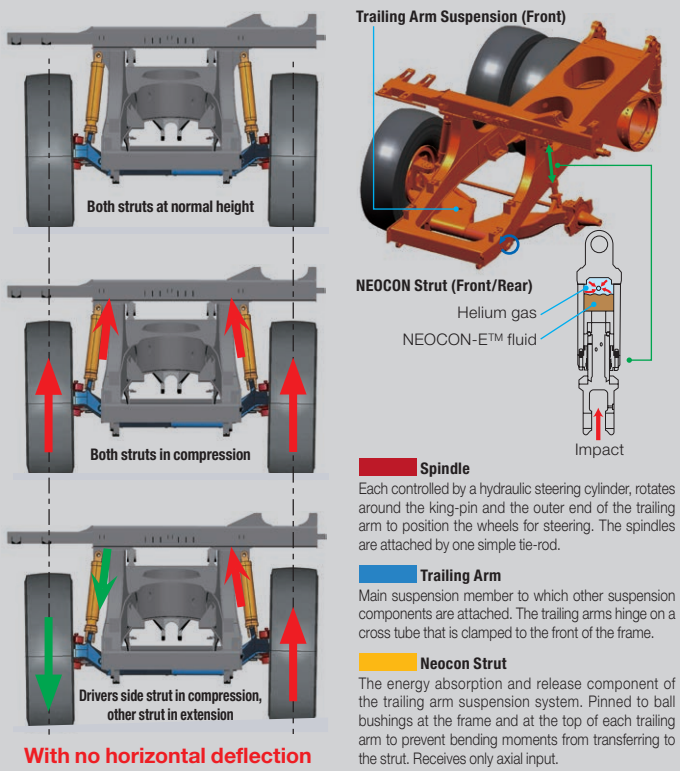 Both struts at normal height
Both struts in compression
Drivers side strut in compression,
other strut in extension
With no horizontal deflection
Trailing Arm Suspension (Front)
NEOCON Strut (Front/Rear)
Helium gas
NEOCON-E™ fluid
Impact
Spindle
Each controlled by a hydraulic steering cylinder, rotates
around the king-pin and the outer end of the trailing
arm to position the wheels for steering. The spindles
are attached by one simple tie-rod.
Trailing Arm
Main suspension member to which other suspension
components are attached. The trailing arms hinge on a
cross tube that is clamped to the front of the frame.
Neocon Strut
The energy absorption and release component of
the trailing arm suspension system. Pinned to ball
bushings at the frame and at the top of each trailing
arm to prevent bending moments from transferring to
the strut. Receives only axial input.